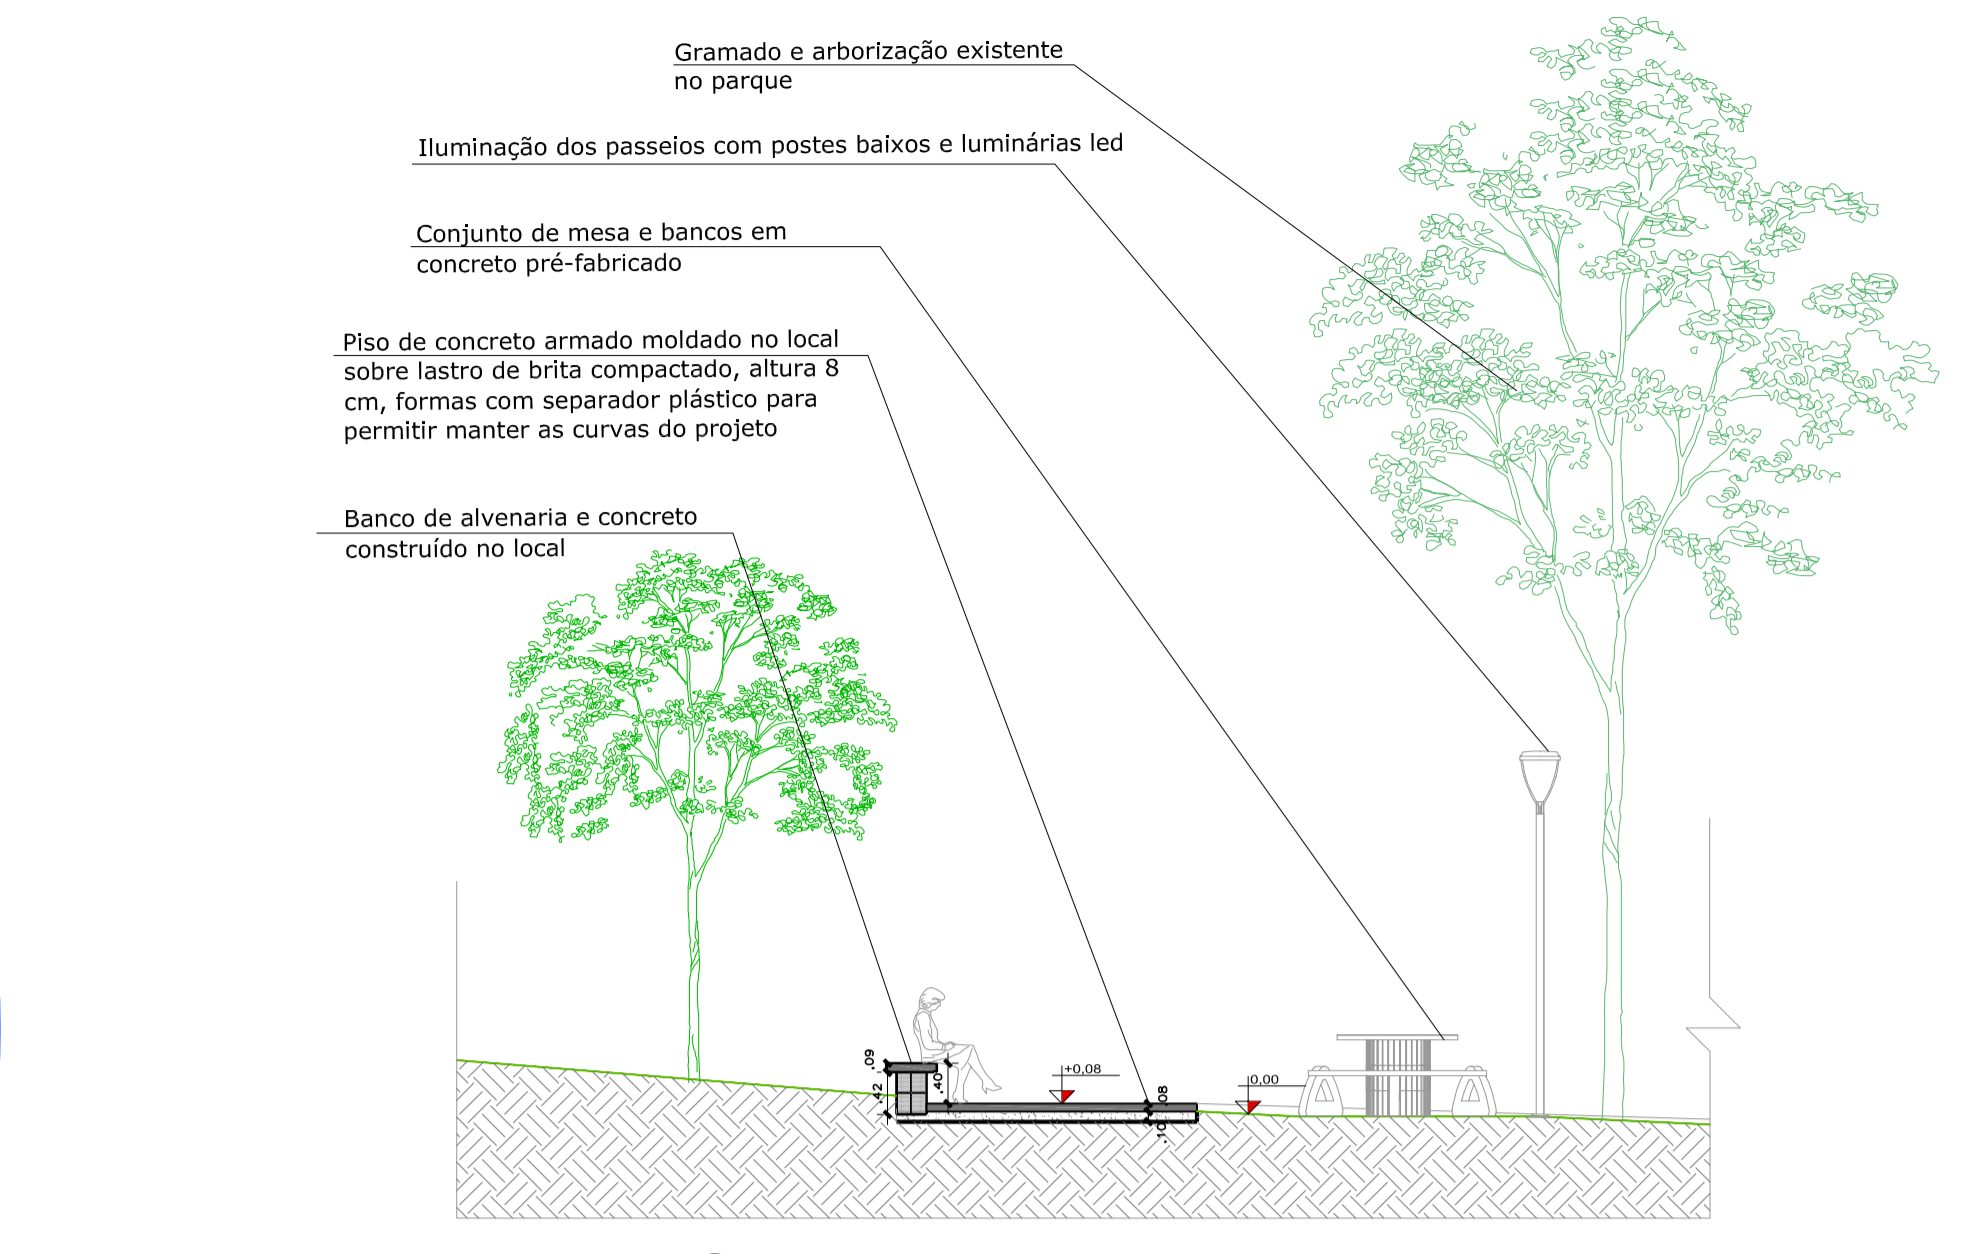 Gramado e arborização existente
no parque
Iluminação dos passeios com postes baixos e luminárias led
Conjunto de mesa e bancos em
concreto pré-fabricado
Piso de concreto armado moldado no local
sobre lastro de brita compactado, altura 8
cm, formas com separador plástico para
permitir manter as curvas do projeto
Banco de alvenaria e concreto
construído no local
.09
.42
.40
+0,08
.08
.10
0,00